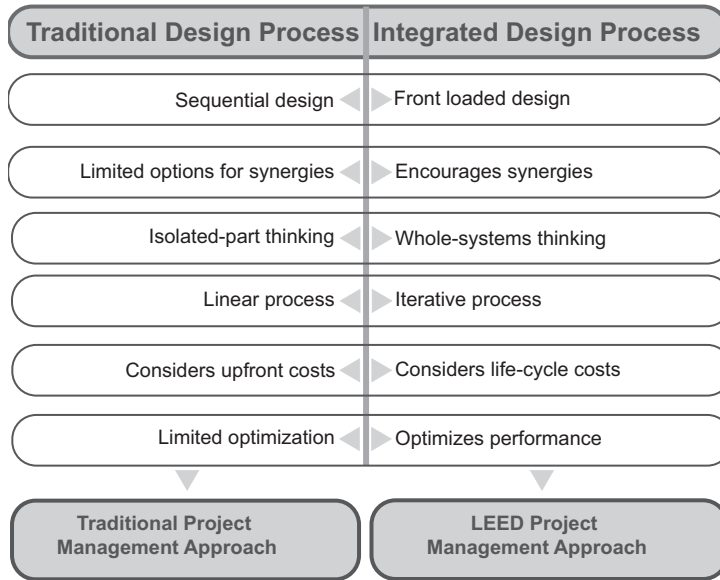 Traditional Design Process Integrated Design Process
Sequential design Front loaded design
Limited options for synergies Encourages synergies
Isolated-part thinking Whole-systems thinking
Linear process Iterative process
Considers upfront costs Considers life-cycle costs
Limited optimization Optimizes performance
Traditional Project
Management Approach
LEED Project
Management Approach